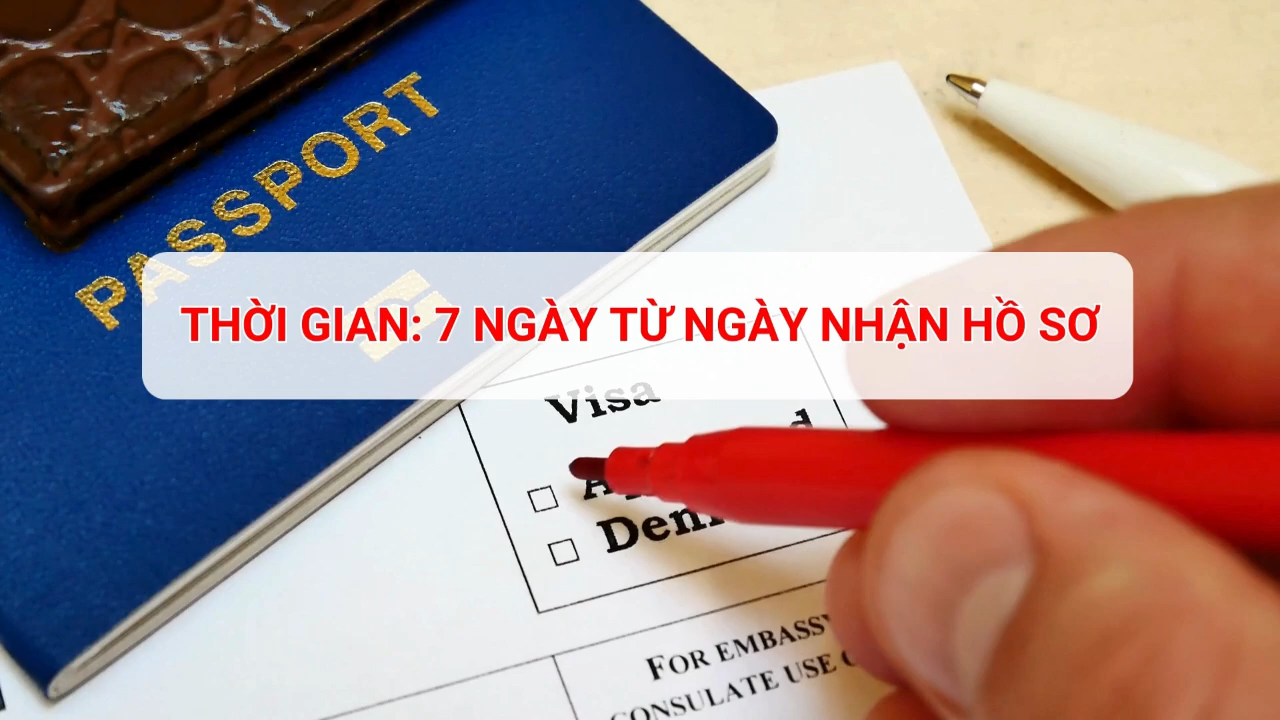 PASSPORT
THỜI GIAN: 7 NGÀY TỪ NGÀY NHẬN HỒ SƠ
Visa
FOR EMBASSY
CONSULATE USE